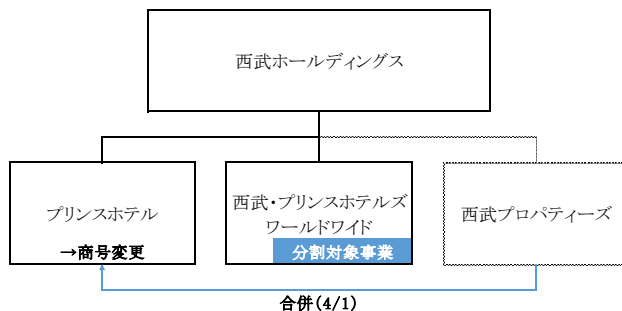 西武ホールディングス
プリンスホテル
→商号変更
西武・プリンスホテルズ
ワールドワイド
分割対象事業
西武プロパティーズ
合併(4/1)